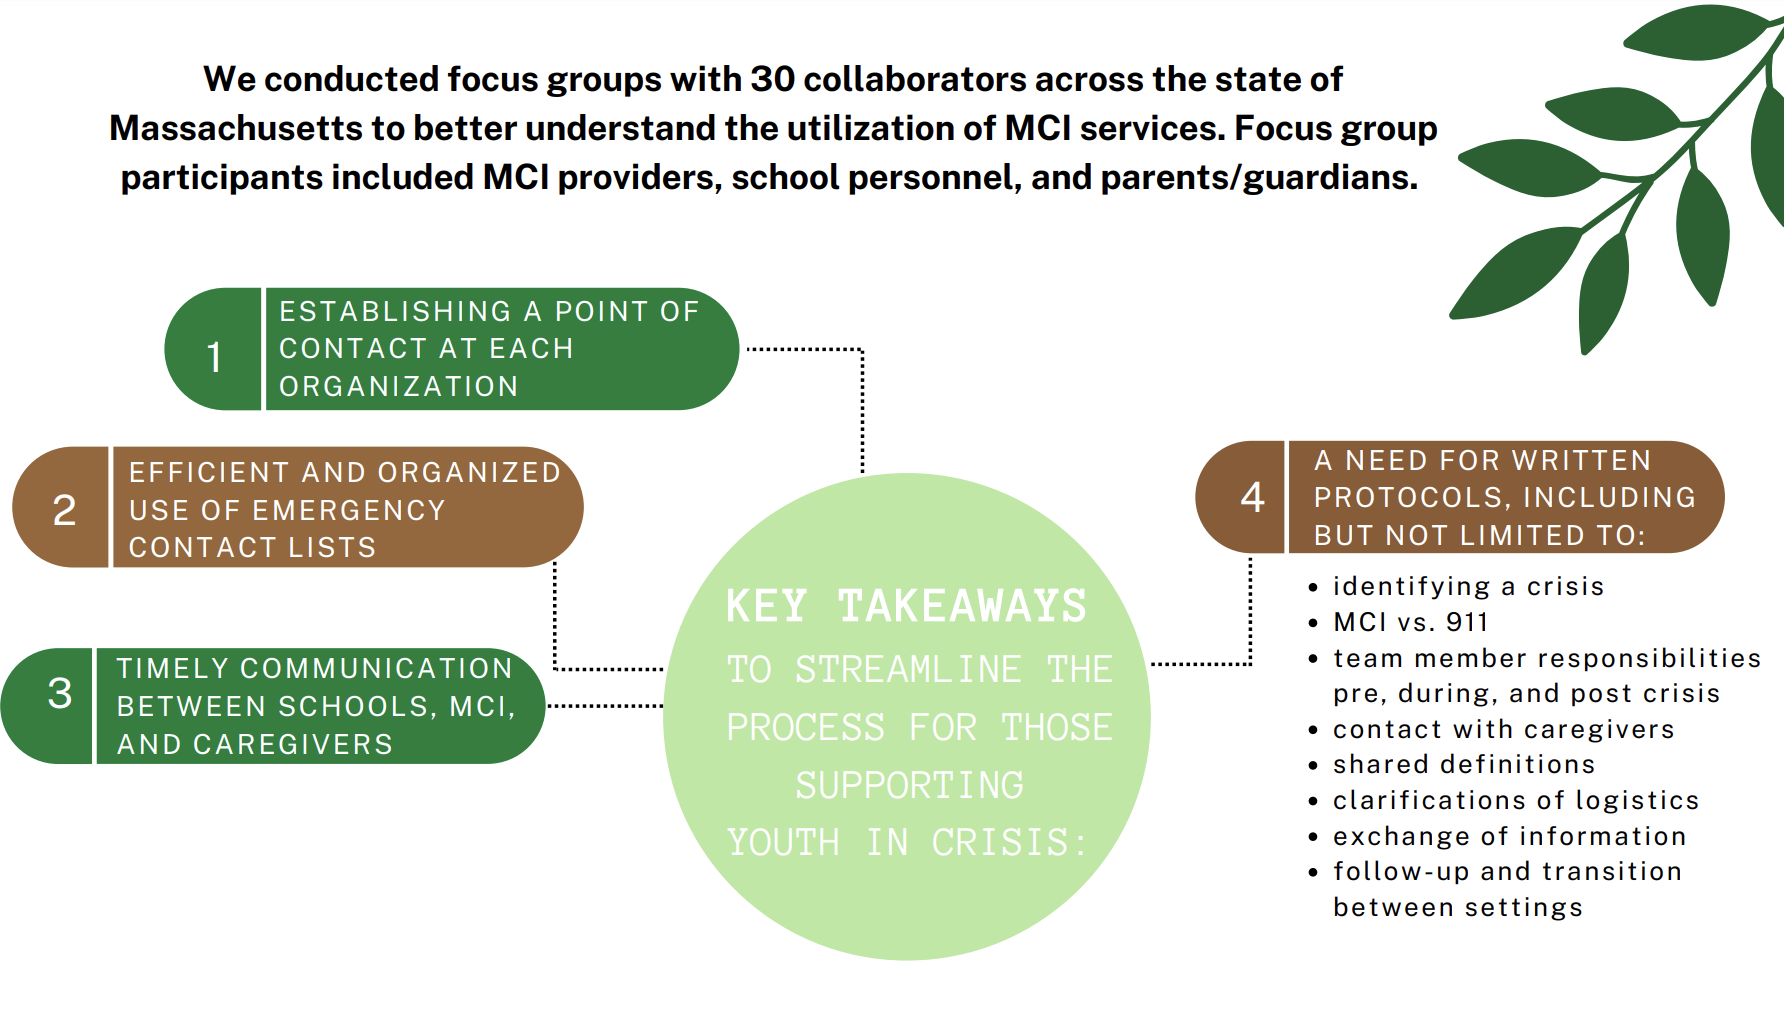 We conducted focus groups with 30 collaborators across the state of
Massachusetts to better understand the utilization of MCI services. Focus group
participants included MCI providers, school personnel, and parents/guardians.
1
ESTABLISHING A POINT OF
CONTACT AT EACH
ORGANIZATION
2
EFFICIENT AND ORGANIZED
USE OF EMERGENCY
CONTACT LISTS
3
TIMELY COMMUNICATION
BETWEEN SCHOOLS, MCI,
AND CAREGIVERS
KEY TAKEAWAYS
TO STREAMLINE THE
PROCESS FOR THOSE
SUPPORTING
YOUTH IN CRISIS:
4
A NEED FOR WRITTEN
PROTOCOLS, INCLUDING
BUT NOT LIMITED TO:
• identifying a crisis
• MCI vs. 911
• team member responsibilities
pre, during, and post crisis
• contact with caregivers
• shared definitions
• clarifications of logistics
• exchange of information
• follow-up and transition
between settings